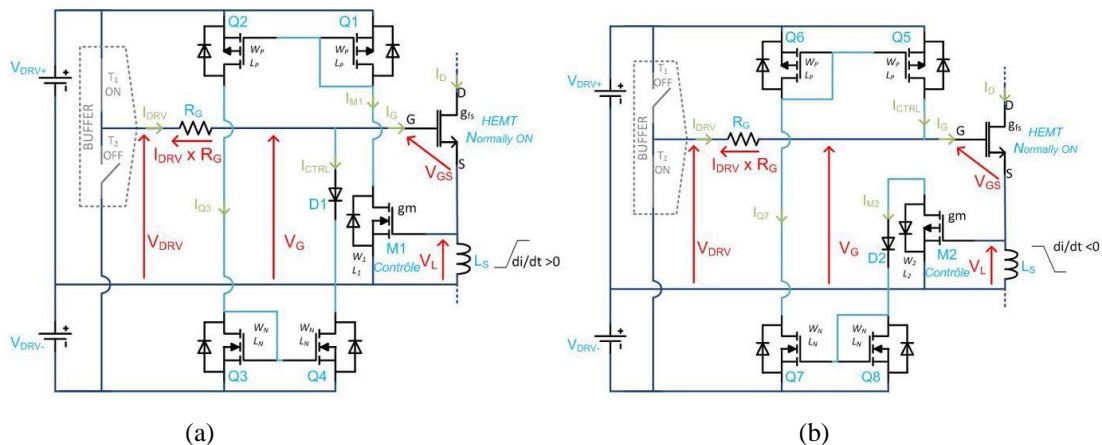 Q2
Q1
W_P
L_P
W_P
L_P
V_DRV+
BUFFER
T_1
ON
T_2
OFF
I_DRV
R_G
I_DRV x R_G
I_M1
I_G
G
I_D
D
g_fs
HEMT
Normally ON
S
V_GS
I_CTRL
D1
I_Q3
V_DRV
V_G
gm
M1
Contrôle
W_1
L_1
V_L
L_S
di/dt >0
V_DRV-
W_N
L_N
W_N
L_N
Q3
Q4
(a)
Q6
Q5
W_P
L_P
W_P
L_P
V_DRV+
BUFFER
T_1
OFF
T_2
ON
I_DRV
R_G
I_DRV x R_G
I_CTRL
I_G
G
I_D
D
g_fs
HEMT
Normally ON
S
V_GS
I_M2
D2
I_Q7
V_DRV
V_G
gm
M2
Contrôle
W_2
L_2
V_L
L_S
di/dt <0
V_DRV-
W_N
L_N
W_N
L_N
Q7
Q8
(b)